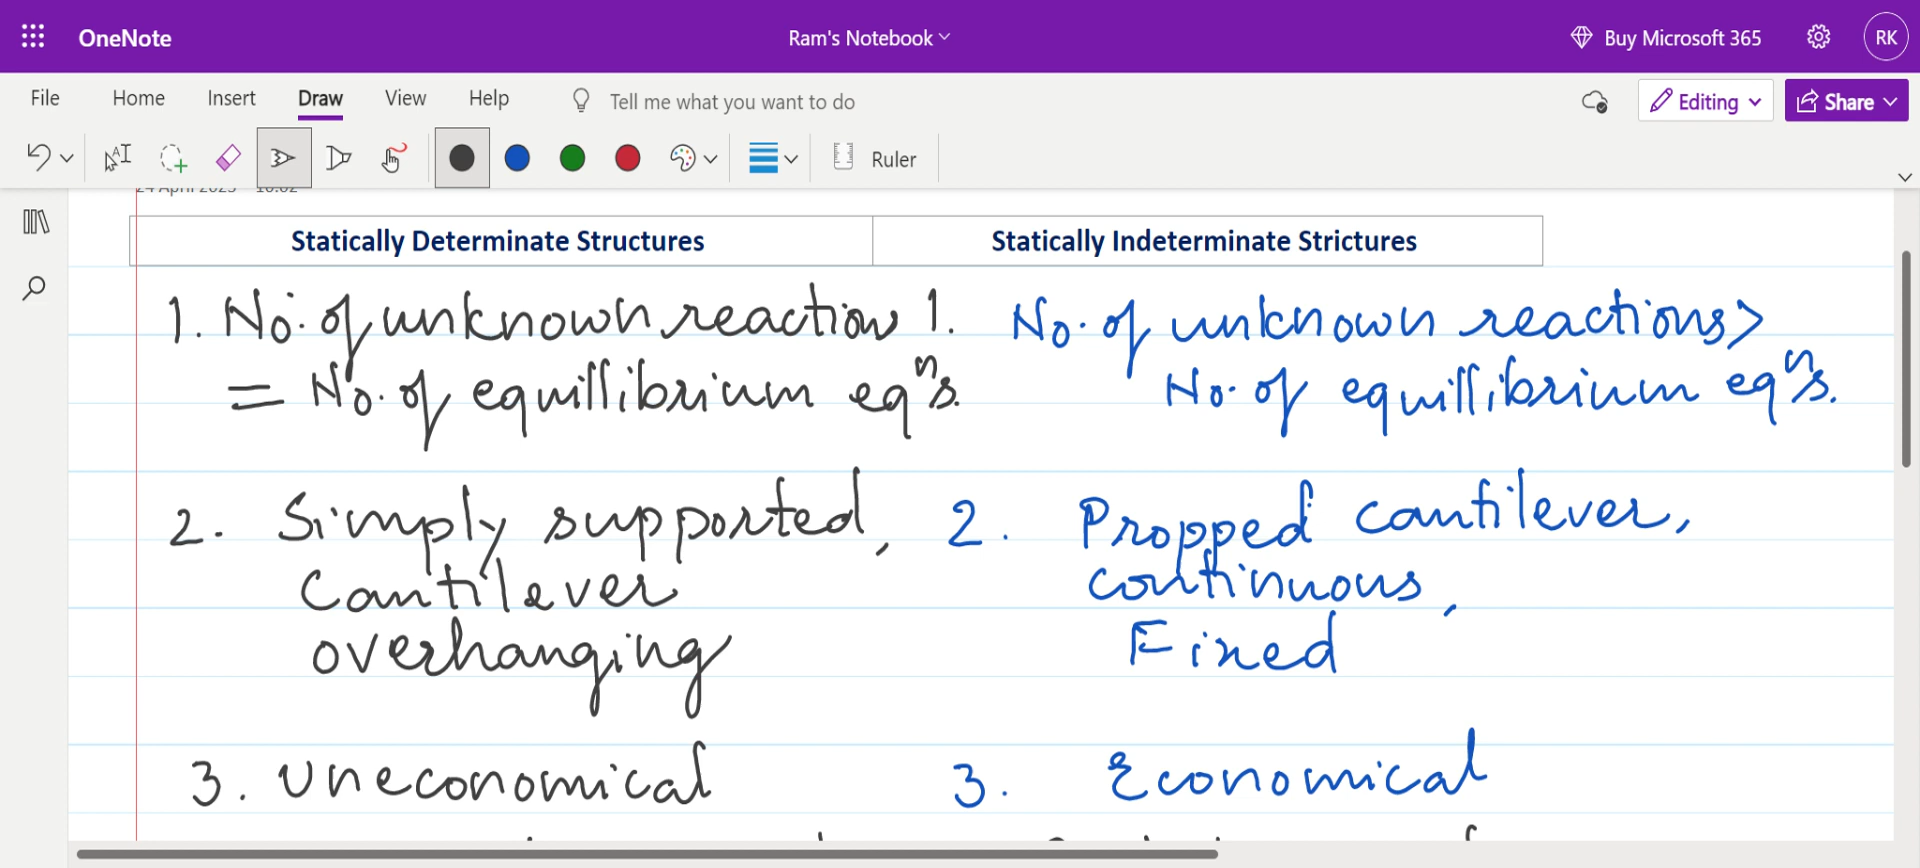 OneNote
Ram's Notebook
Buy Microsoft 365
RK
File Home Insert Draw View Help Tell me what you want to do
Editing Share
Ruler
Statically Determinate Structures Statically Indeterminate Strictures
1. No. of unknown reaction 1. No. of unknown reactions >
= No. of equillibrium eqns. No. of equillibrium eqns.
2. Simply supported, 2. Propped cantilever,
Cantilever continuous,
overhanging Fixed
3. Uneconomical 3. Economical